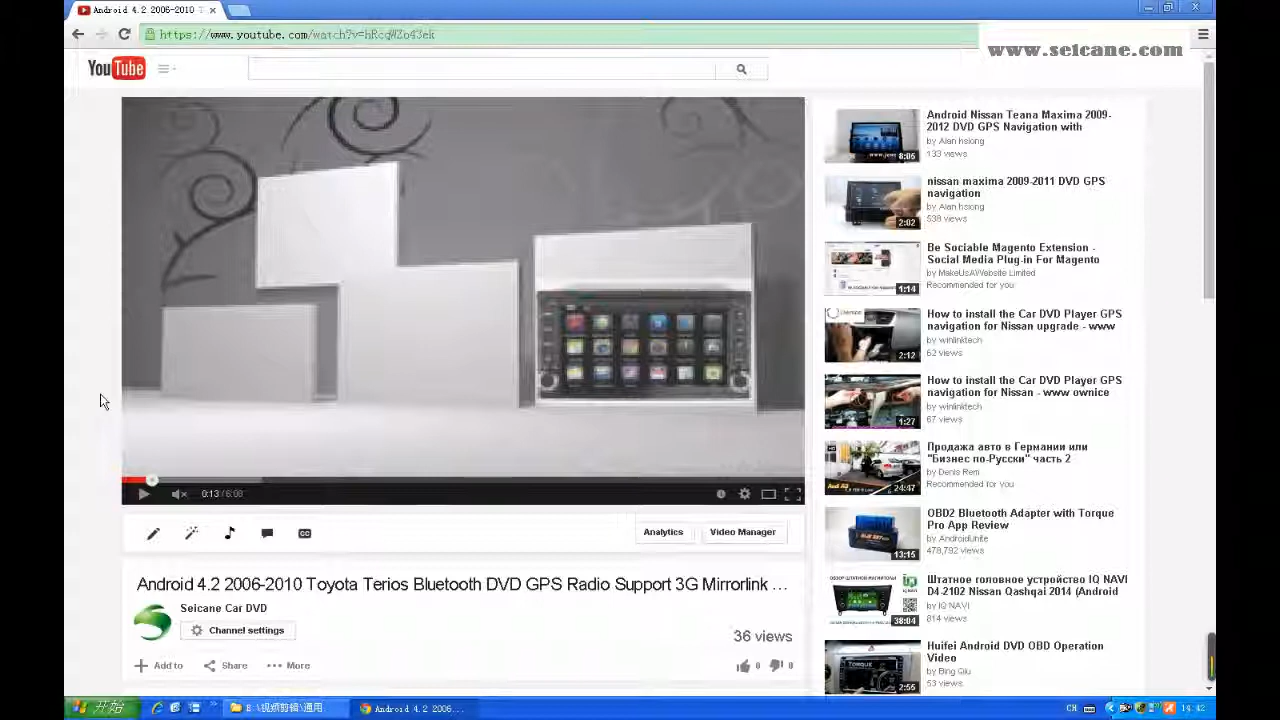 Android 4.2 2006-2010 T
https://www.youtube.com/watch?v=hRcgWZo43ek
www.seicane.com
YouTube
Android Nissan Teana Maxima 2009-
2012 DVD GPS Navigation with
by Alan hsiong
133 views
8:06
nissan maxima 2009-2011 DVD GPS
navigation
by Alan hsiong
538 views
2:02
Be Sociable Magento Extension -
Social Media Plug-in For Magento
by MakeUsAWebsite Limited
Recommended for you
1:14
How to install the Car DVD Player GPS
navigation for Nissan upgrade - www
by winlinktech
62 views
2:12
How to install the Car DVD Player GPS
navigation for Nissan - www ownice
by winlinktech
67 views
1:27
Продажа авто в Германии или
"Бизнес по-Русски" часть 2
by Denis Rem
Recommended for you
24:47
0:13 / 6:08
OBD2 Bluetooth Adapter with Torque
Pro App Review
by AndroidUnite
478,792 views
13:15
Analytics
Video Manager
Android 4.2 2006-2010 Toyota Terios Bluetooth DVD GPS Radio Support 3G Mirrorlink ...
Seicane Car DVD
Channel settings
36 views
Add to
Share
More
0
0
Штатное головное устройство IQ NAVI
D4-2102 Nissan Qashqai 2014 (Android
by IQ NAVI
814 views
38:04
Huifei Android DVD OBD Operation
Video
by Bing Qiu
53 views
2:56
开始
E:\视频剪辑\通用
Android 4.2 2006...
CH
14:42